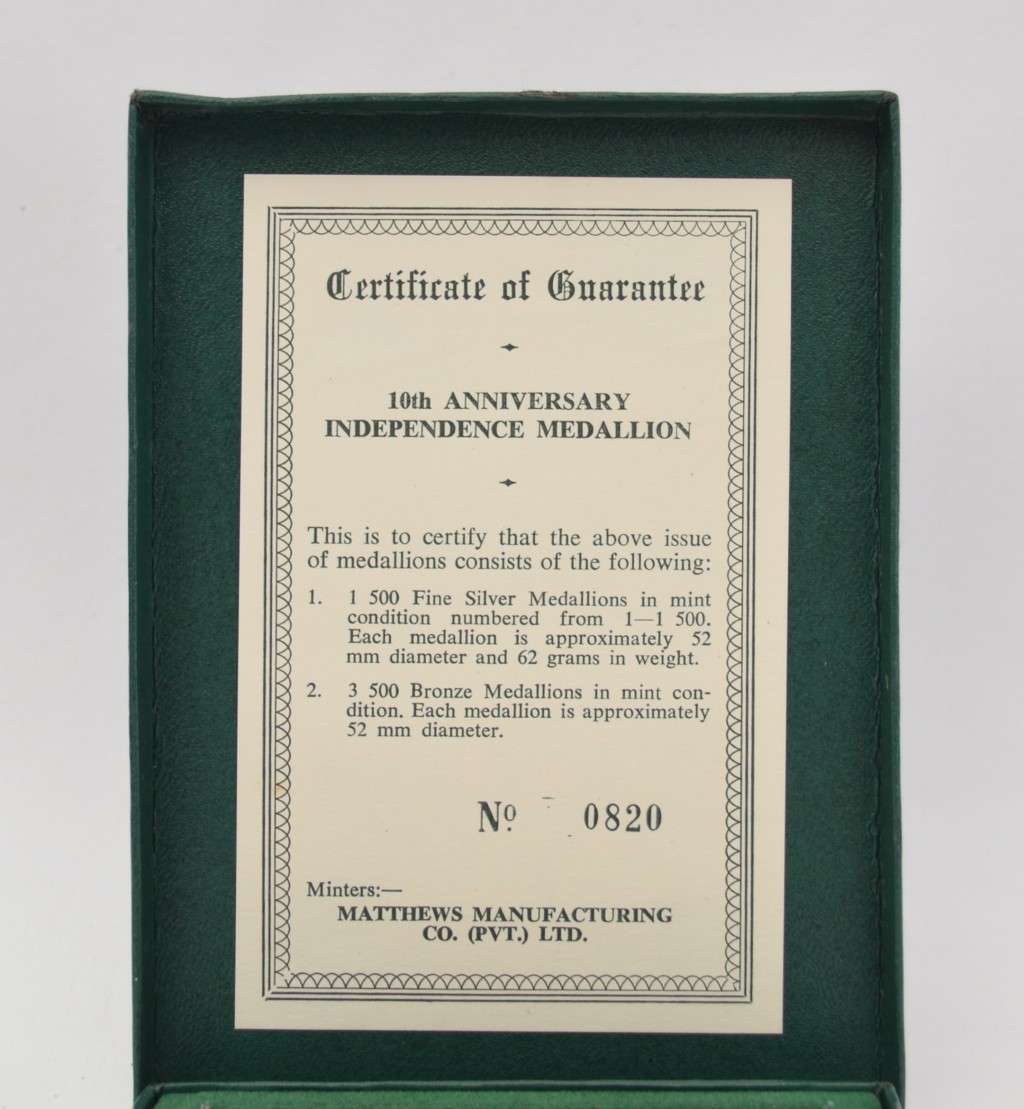 Certificate of Guarantee
10th ANNIVERSARY
INDEPENDENCE MEDALLION
This is to certify that the above issue
of medallions consists of the following:
1. 1 500 Fine Silver Medallions in mint
condition numbered from 1—1 500.
Each medallion is approximately 52
mm diameter and 62 grams in weight.
2. 3 500 Bronze Medallions in mint con-
dition. Each medallion is approximately
52 mm diameter.
Nº 0820
Minters:—
MATTHEWS MANUFACTURING
CO. (PVT.) LTD.